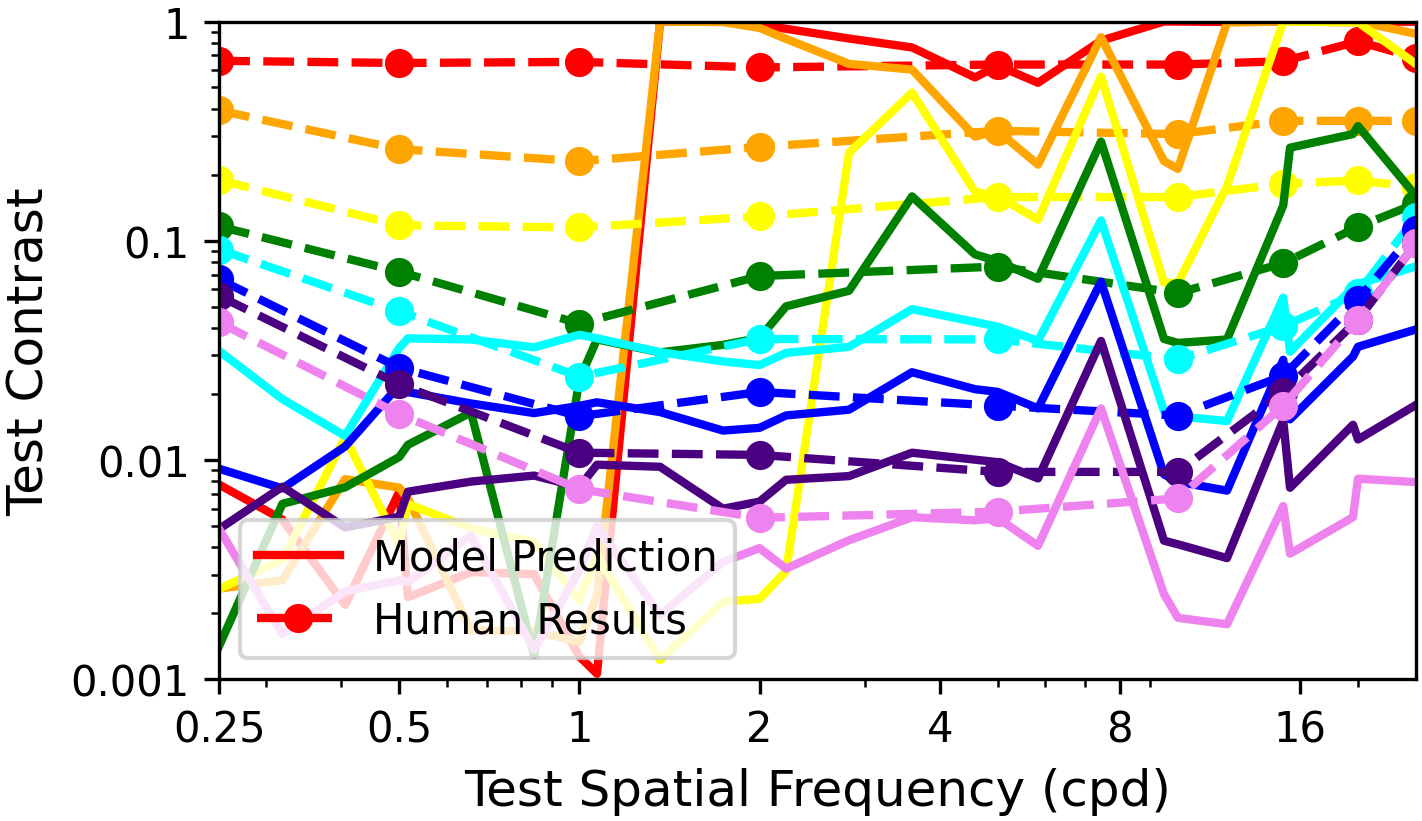 1
0.1
0.01
0.001
Test Contrast
Model Prediction
Human Results
0.25 0.5 1 2 4 8 16
Test Spatial Frequency (cpd)